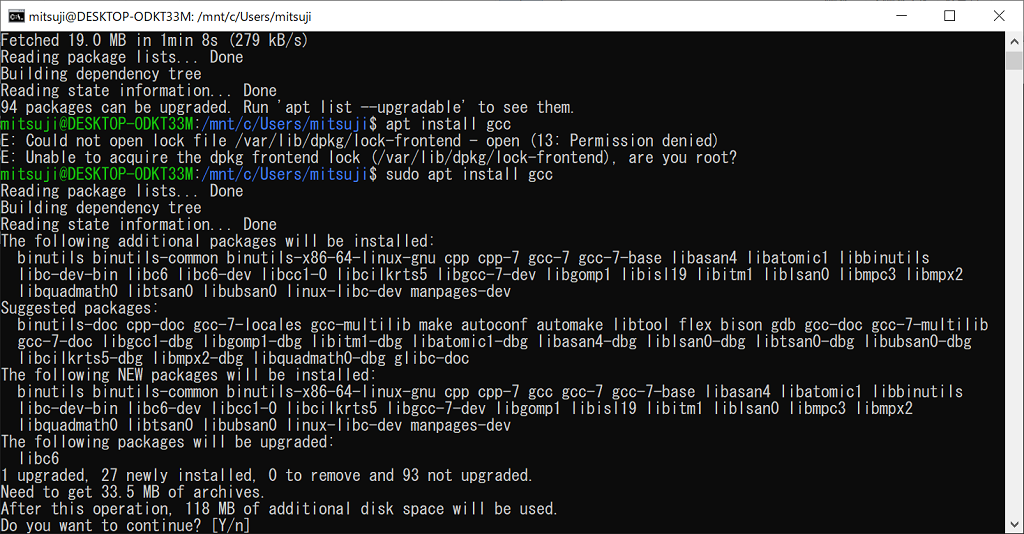 mitsuji@DESKTOP-ODKT33M: /mnt/c/Users/mitsuji
Fetched 19.0 MB in 1min 8s (279 kB/s)
Reading package lists... Done
Building dependency tree
Reading state information... Done
94 packages can be upgraded. Run 'apt list --upgradable' to see them.
mitsuji@DESKTOP-ODKT33M:/mnt/c/Users/mitsuji$ apt install gcc
E: Could not open lock file /var/lib/dpkg/lock-frontend - open (13: Permission denied)
E: Unable to acquire the dpkg frontend lock (/var/lib/dpkg/lock-frontend), are you root?
mitsuji@DESKTOP-ODKT33M:/mnt/c/Users/mitsuji$ sudo apt install gcc
Reading package lists... Done
Building dependency tree
Reading state information... Done
The following additional packages will be installed:
  binutils binutils-common binutils-x86-64-linux-gnu cpp cpp-7 gcc-7 gcc-7-base libasan4 libatomic1 libbinutils
  libc-dev-bin libc6 libc6-dev libcc1-0 libcilkrts5 libgcc-7-dev libgomp1 libisl19 libitm1 liblsan0 libmpc3 libmpx2
  libquadmath0 libtsan0 libubsan0 linux-libc-dev manpages-dev
Suggested packages:
  binutils-doc cpp-doc gcc-7-locales gcc-multilib make autoconf automake libtool flex bison gdb gcc-doc gcc-7-multilib
  gcc-7-doc libgcc1-dbg libgomp1-dbg libitm1-dbg libatomic1-dbg libasan4-dbg liblsan0-dbg libtsan0-dbg libubsan0-dbg
  libcilkrts5-dbg libmpx2-dbg libquadmath0-dbg glibc-doc
The following NEW packages will be installed:
  binutils binutils-common binutils-x86-64-linux-gnu cpp cpp-7 gcc gcc-7 gcc-7-base libasan4 libatomic1 libbinutils
  libc-dev-bin libc6-dev libcc1-0 libcilkrts5 libgcc-7-dev libgomp1 libisl19 libitm1 liblsan0 libmpc3 libmpx2
  libquadmath0 libtsan0 libubsan0 linux-libc-dev manpages-dev
The following packages will be upgraded:
  libc6
1 upgraded, 27 newly installed, 0 to remove and 93 not upgraded.
Need to get 33.5 MB of archives.
After this operation, 118 MB of additional disk space will be used.
Do you want to continue? [Y/n]